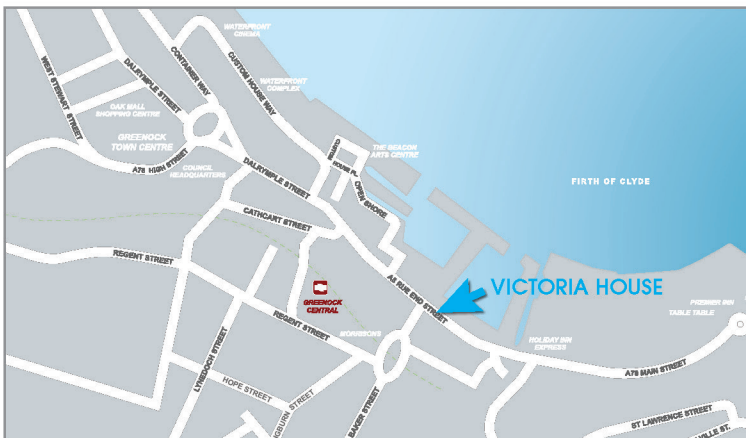 WATERFRONT
CINEMA
CONTAINER WAY
CUSTOM HOUSE WAY
WEST STEWART STREET
DALRYMPLE STREET
WATERFRONT
COMPLEX
OAK MALL
SHOPPING CENTRE
GREENOCK
TOWN CENTRE
A78 HIGH STREET
COUNCIL
HEADQUARTERS
DALRYMPLE STREET
HOUSE PL
OPEN SHORE
THE BEACON
ARTS CENTRE
FIRTH OF CLYDE
CATHCART STREET
REGENT STREET
GREENOCK
CENTRAL
A8 RUE END STREET
VICTORIA HOUSE
PREMIER INN
TABLE TABLE
REGENT STREET
MORRISONS
HOLIDAY INN
EXPRESS
A78 MAIN STREET
LYNEDOCH STREET
HOPE STREET
BAKER STREET
ST LAWRENCE STREET